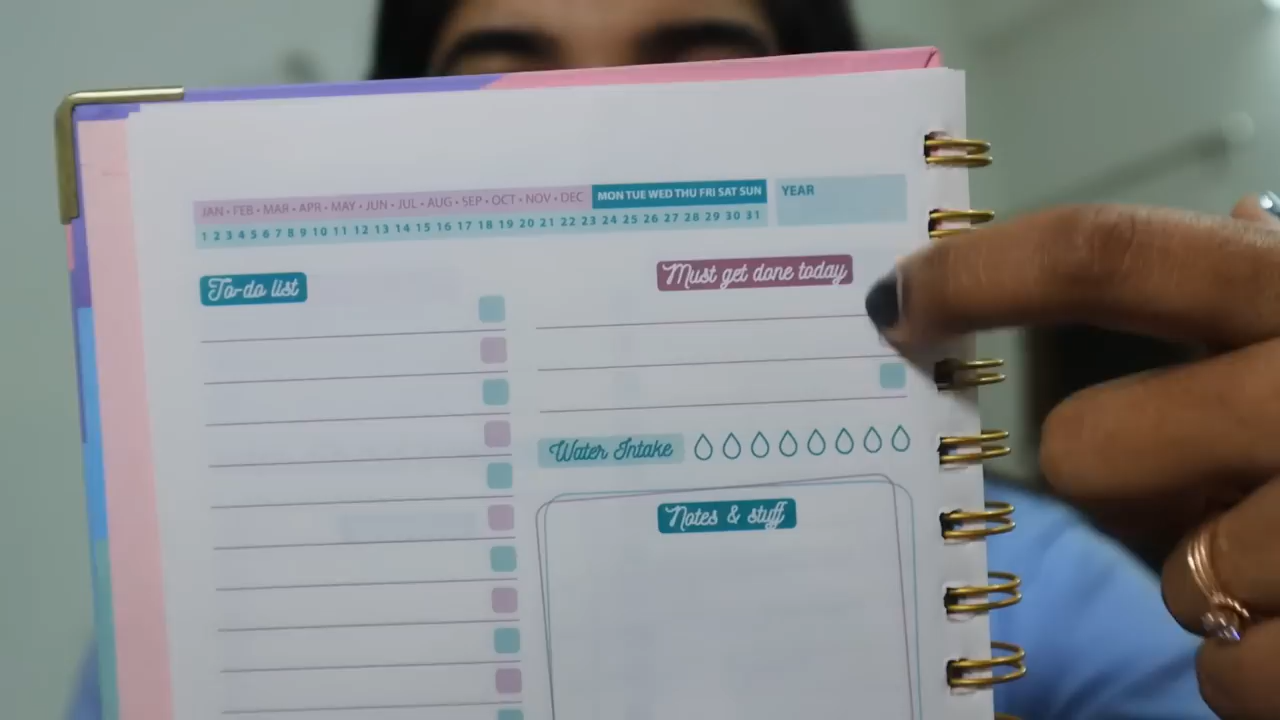 JAN • FEB • MAR • APR • MAY • JUN • JUL • AUG • SEP • OCT • NOV • DEC MON TUE WED THU FRI SAT SUN YEAR
1 2 3 4 5 6 7 8 9 10 11 12 13 14 15 16 17 18 19 20 21 22 23 24 25 26 27 28 29 30 31
To-do list
Must get done today
Water Intake
Notes & stuff